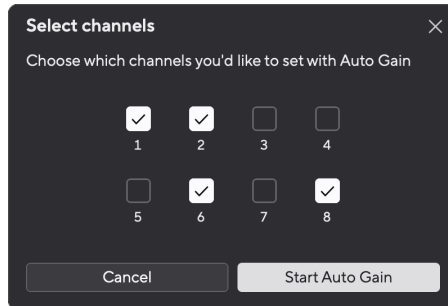 Select channels
Choose which channels you'd like to set with Auto Gain
1 2 3 4
5 6 7 8
Cancel Start Auto Gain